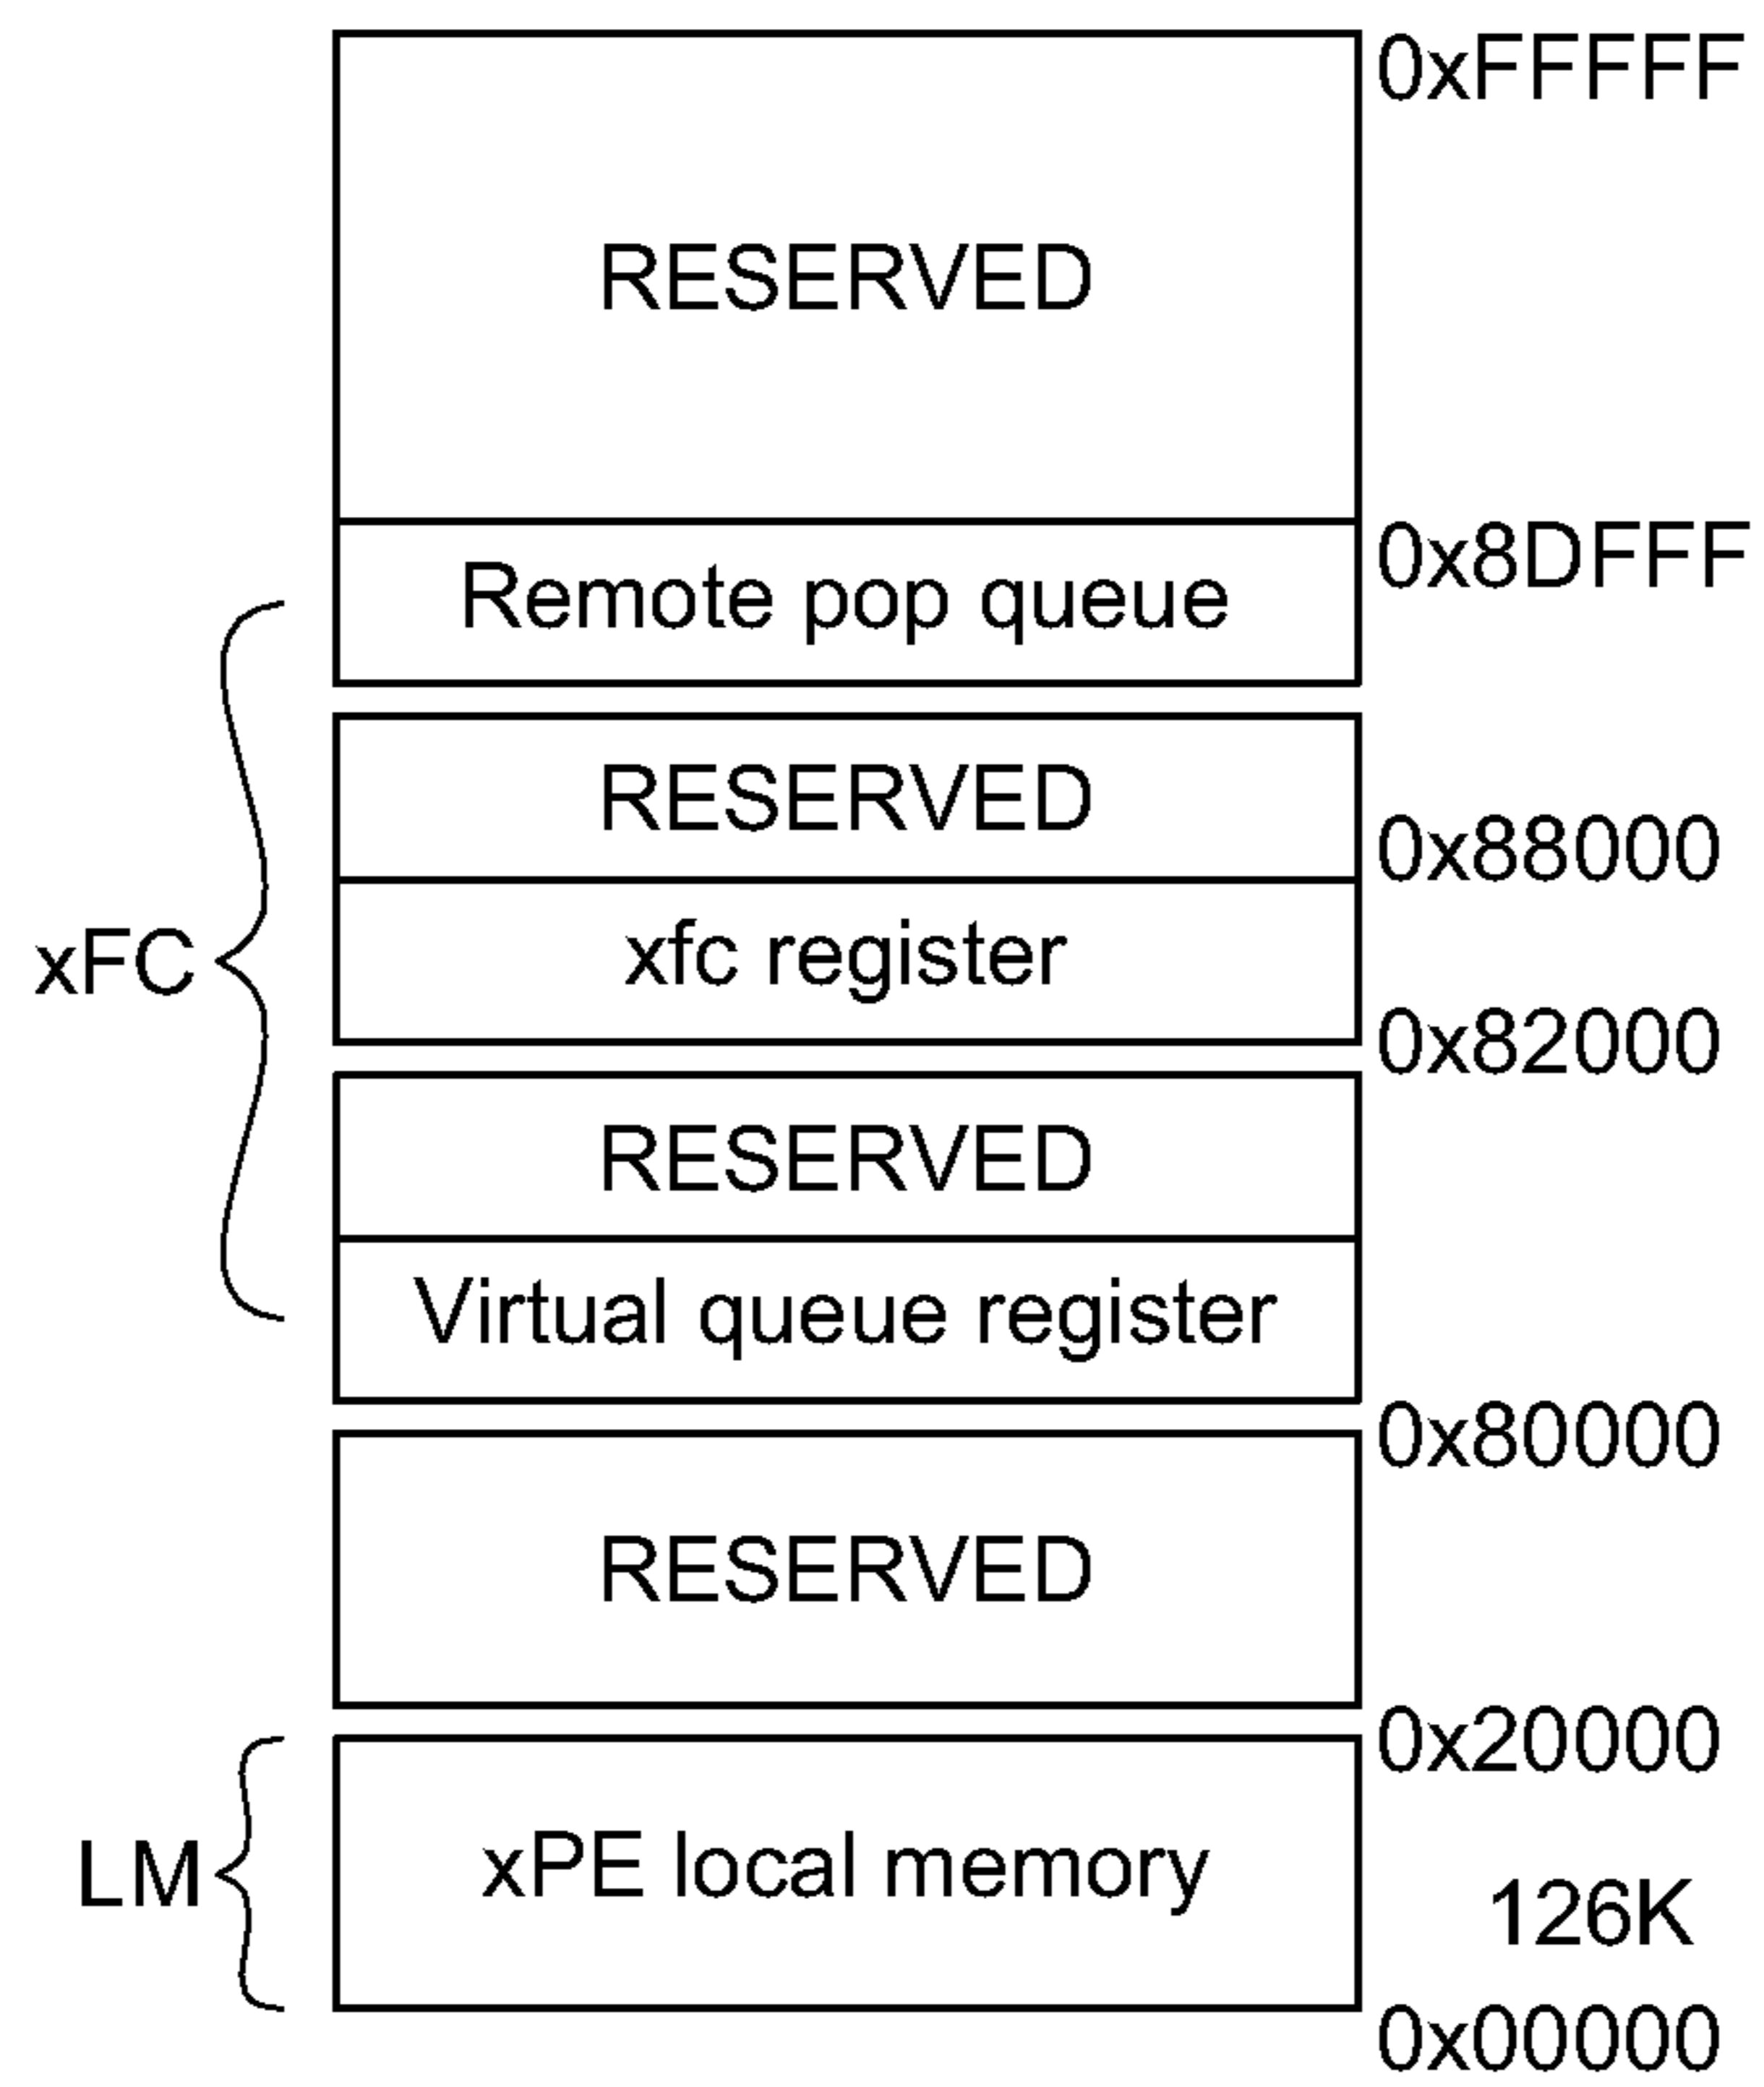 0xFFFFF
RESERVED
0x8DFFF
Remote pop queue
RESERVED
0x88000
xFC
xfc register
0x82000
RESERVED
Virtual queue register
0x80000
RESERVED
0x20000
LM
xPE local memory
126K
0x00000